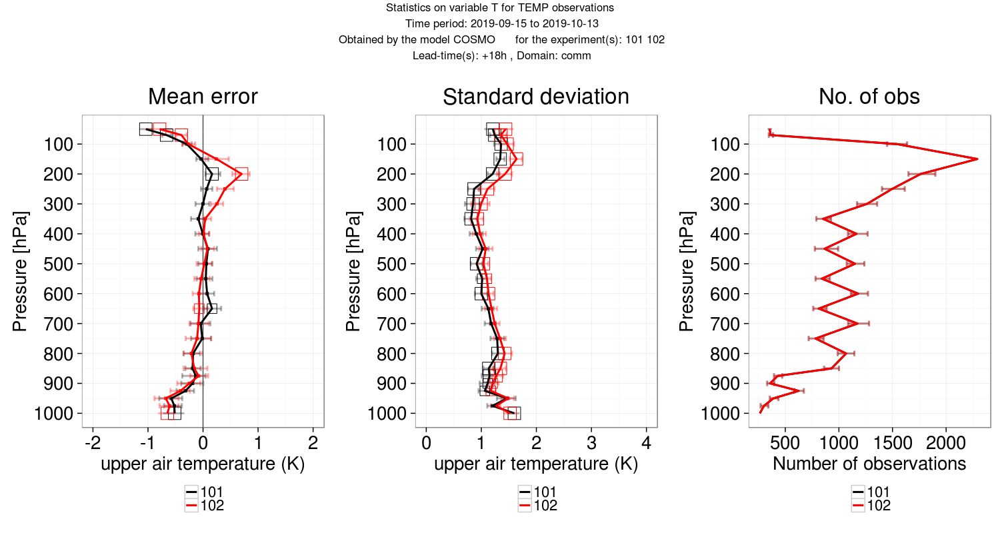 Statistics on variable T for TEMP observations
Time period: 2019-09-15 to 2019-10-13
Obtained by the model COSMO for the experiment(s): 101 102
Lead-time(s): +18h , Domain: comm
Mean error
Pressure [hPa]
100
200
300
400
500
600
700
800
900
1000
-2 -1 0 1 2
upper air temperature (K)
101
102
Standard deviation
Pressure [hPa]
100
200
300
400
500
600
700
800
900
1000
0 1 2 3 4
upper air temperature (K)
101
102
No. of obs
Pressure [hPa]
100
200
300
400
500
600
700
800
900
1000
500 1000 1500 2000
Number of observations
101
102